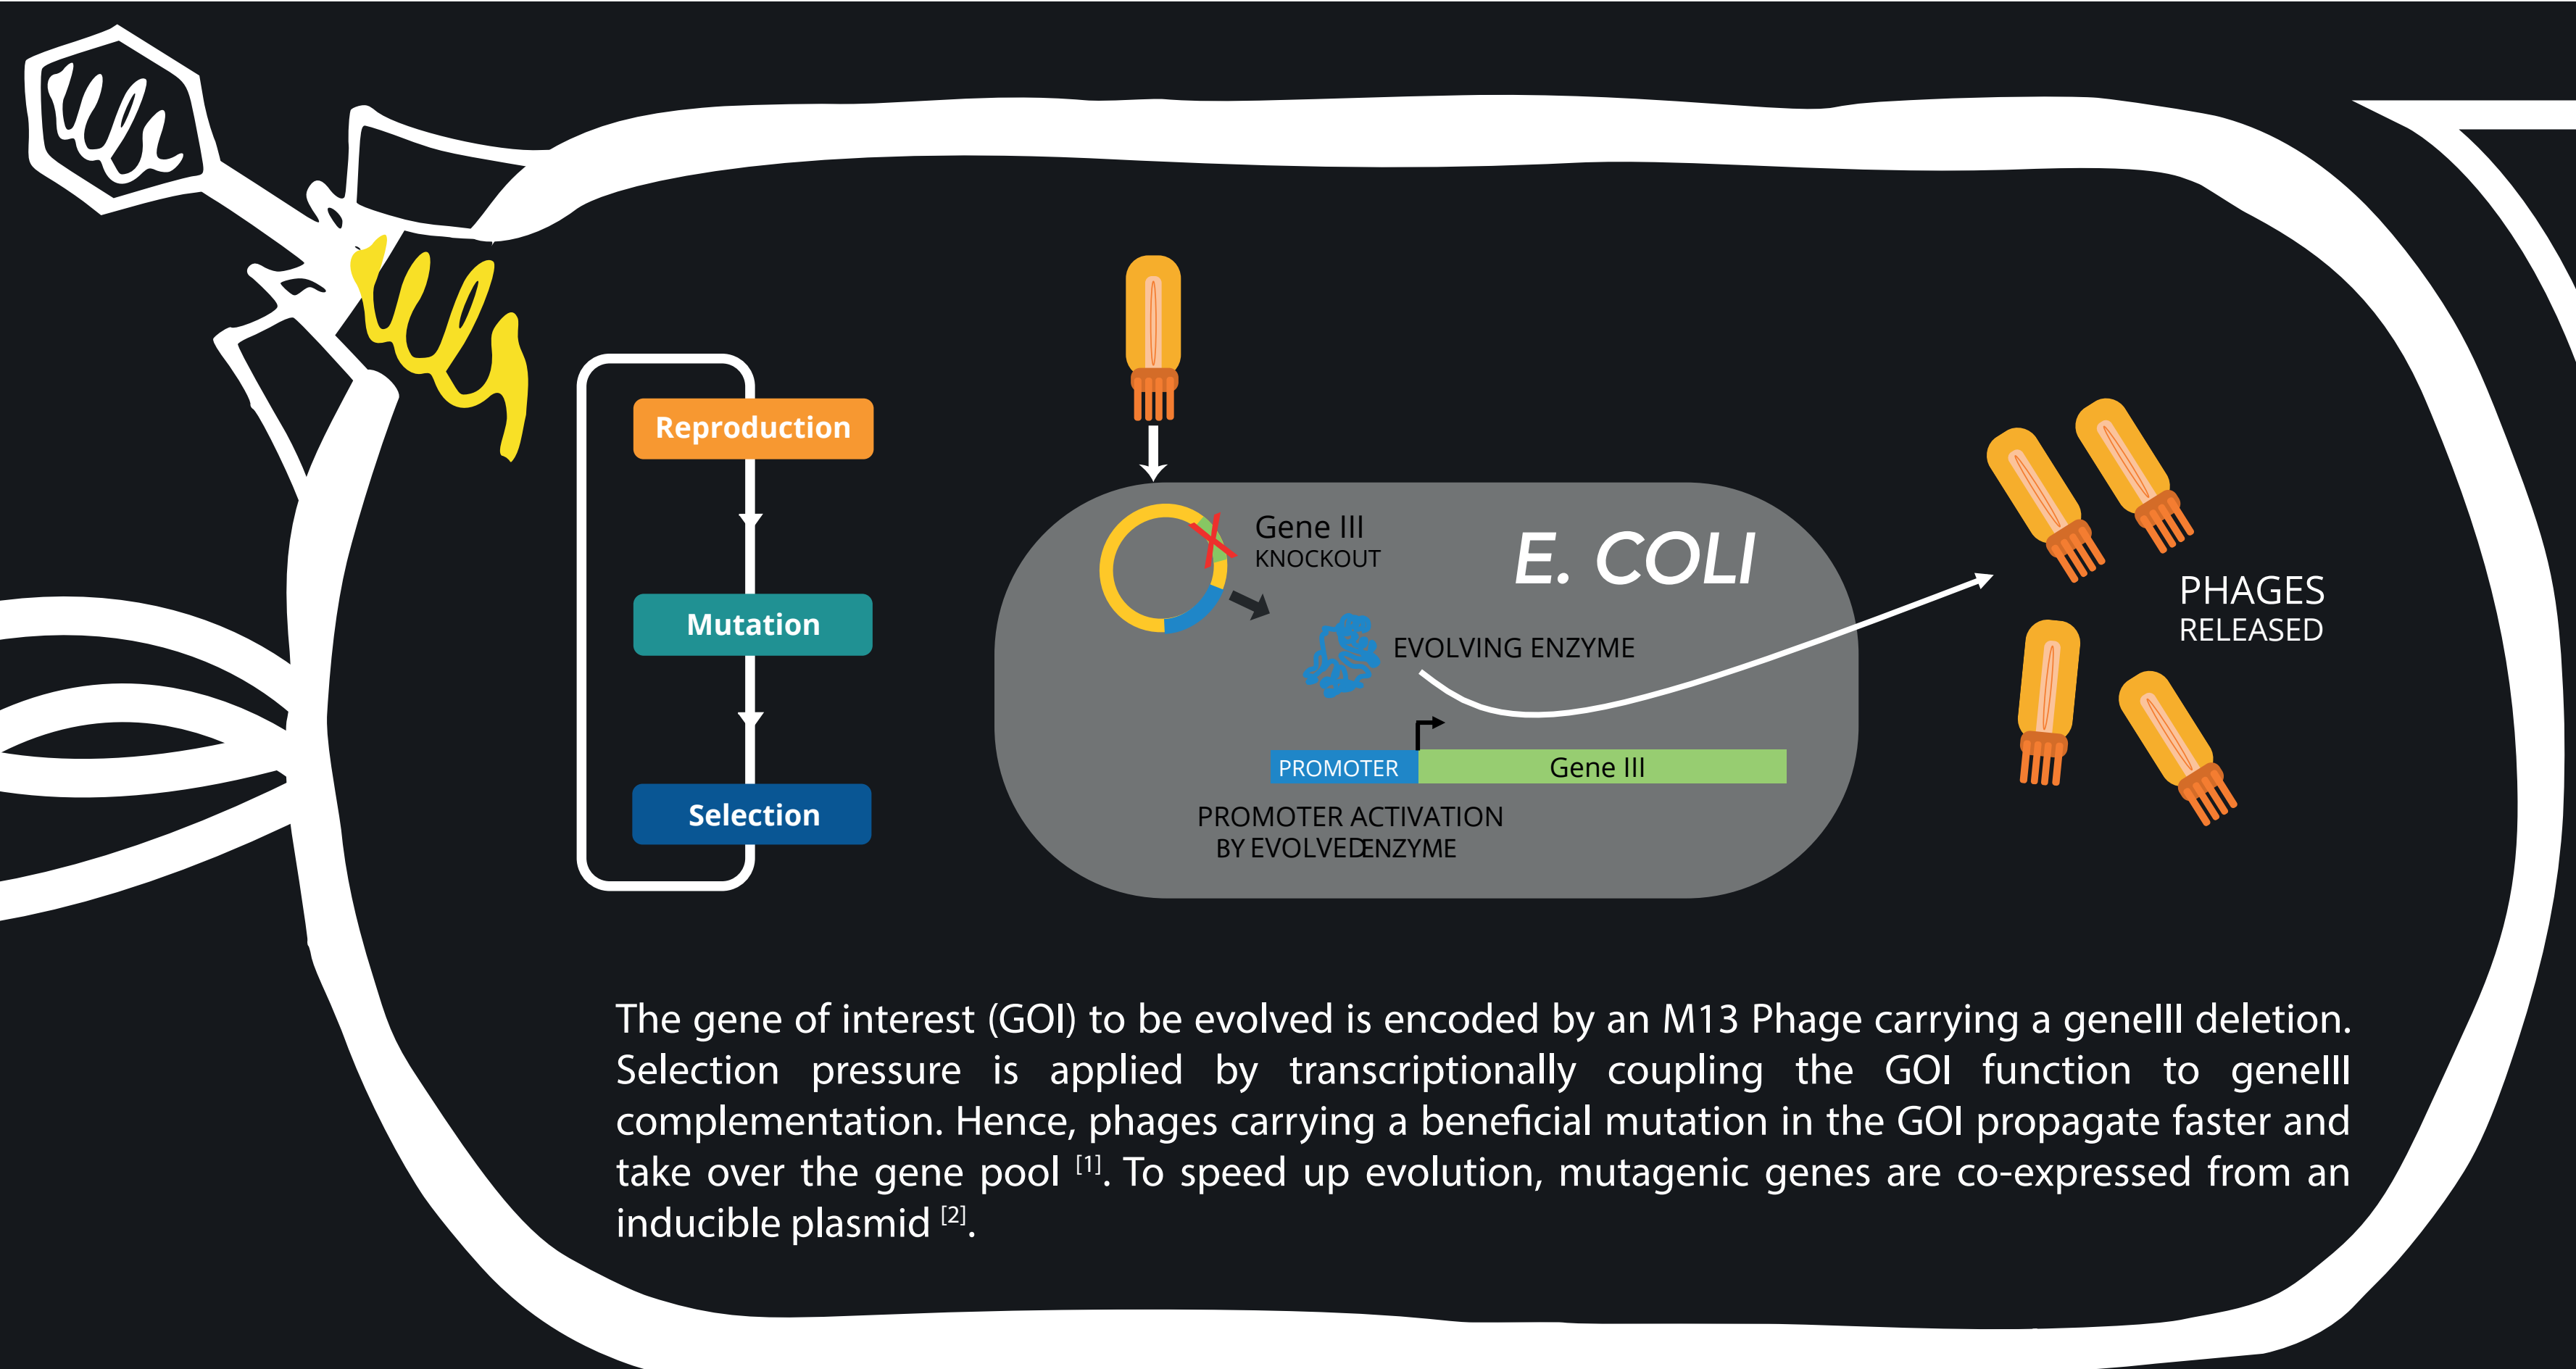 Reproduction
Mutation
Selection
Gene III
KNOCKOUT
E. COLI
EVOLVING ENZYME
PROMOTER
Gene III
PROMOTER ACTIVATION
BY EVOLVED ENZYME
PHAGES
RELEASED
The gene of interest (GOI) to be evolved is encoded by an M13 Phage carrying a geneIII deletion.
Selection pressure is applied by transcriptionally coupling the GOI function to geneIII
complementation. Hence, phages carrying a beneficial mutation in the GOI propagate faster and
take over the gene pool [1]. To speed up evolution, mutagenic genes are co-expressed from an
inducible plasmid [2].